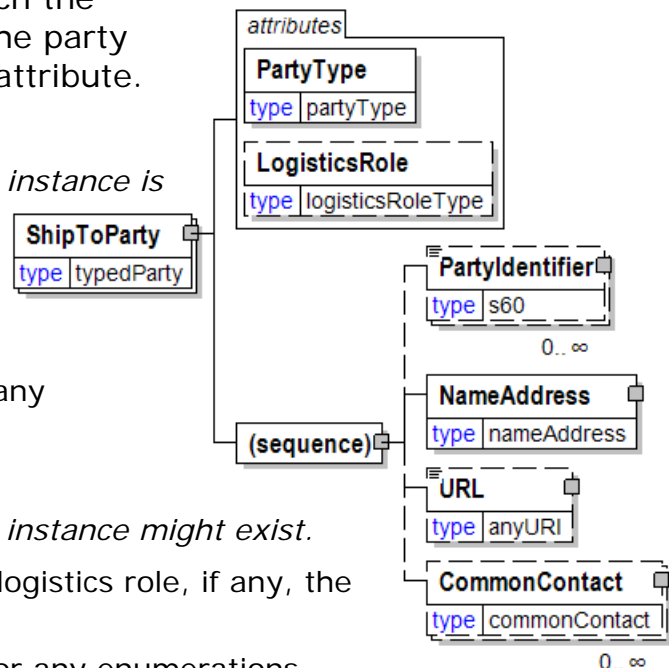 ch the
ne party
attribute.
instance is
any
instance might exist.
logistics role, if any, the
or any enumerations
attributes
PartyType
type partyType
LogisticsRole
type logisticsRoleType
ShipToParty
type typedParty
(sequence)
PartyIdentifier
type s60
0.. ∞
NameAddress
type nameAddress
URL
type anyURI
CommonContact
type commonContact
0.. ∞